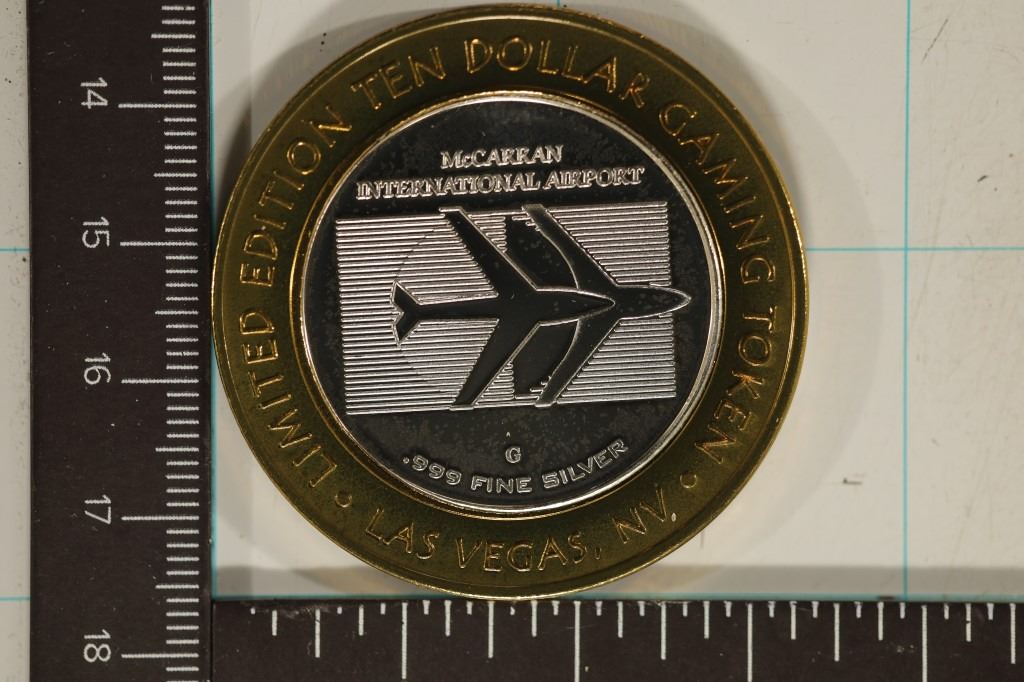 LIMITED EDITION TEN DOLLAR GAMING TOKEN
McCARRAN
INTERNATIONAL AIRPORT
G
.999 FINE SILVER
• LAS VEGAS, NV. •
14
15
16
17
18